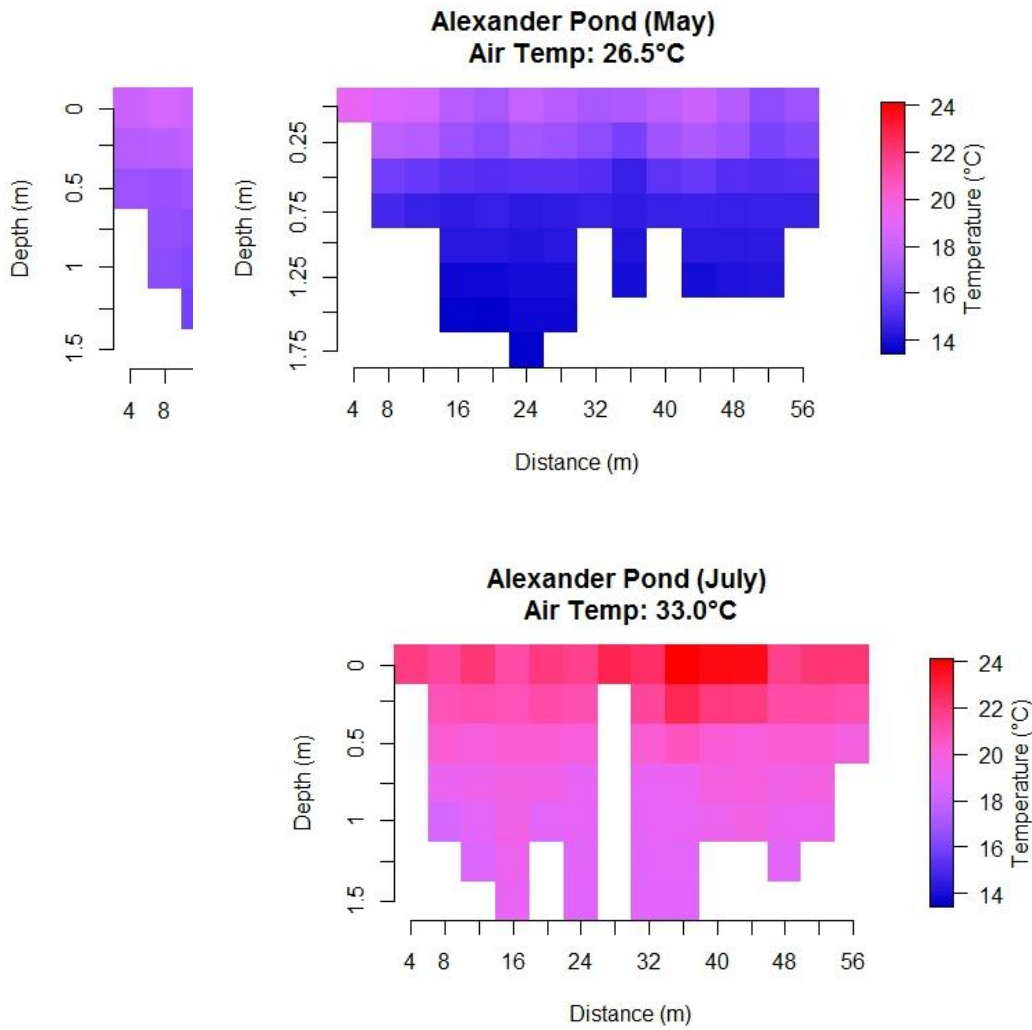 Alexander Pond (May)
Air Temp: 26.5°C
Depth (m)
0
0.5
1
1.5
4 8
Depth (m)
0.25
0.75
1.25
1.75
4 8 16 24 32 40 48 56
Distance (m)
24
22
20
18
16
14
Temperature (°C)
Alexander Pond (July)
Air Temp: 33.0°C
Depth (m)
0
0.5
1
1.5
4 8 16 24 32 40 48 56
Distance (m)
24
22
20
18
16
14
Temperature (°C)